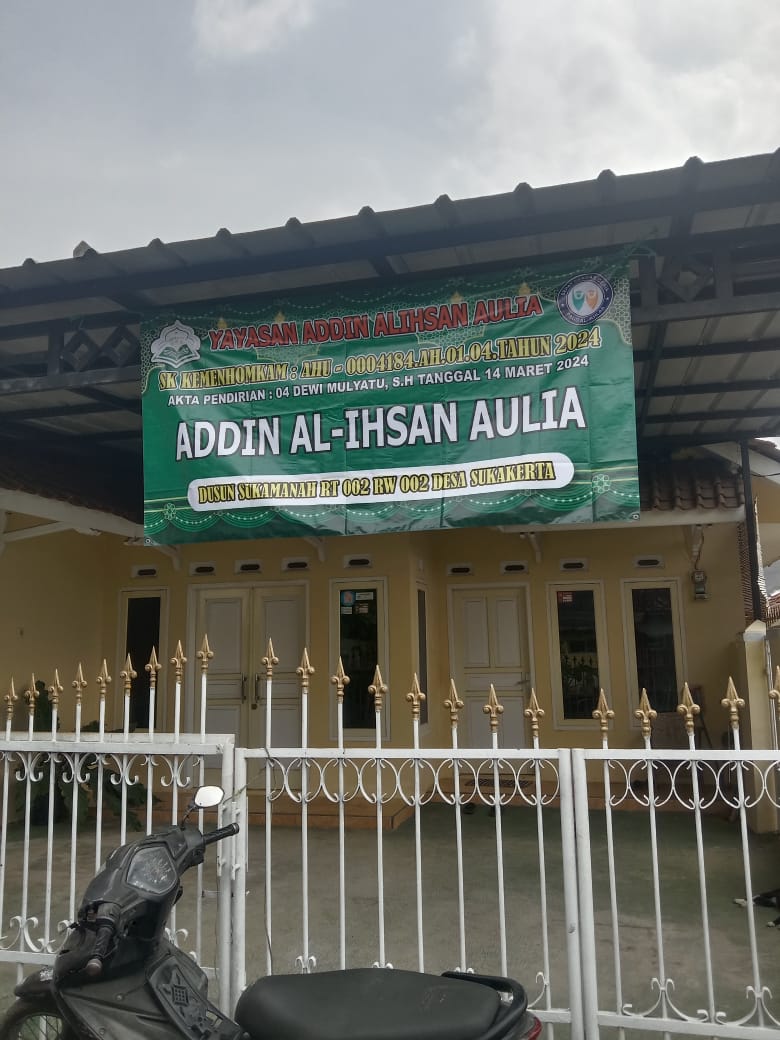 YAYASAN ADDIN ALIHSAN AULIA
SK KEMENHOMKAM : AHU - 0004184.AH.01.04.TAHUN 2024
AKTA PENDIRIAN : 04 DEWI MULYATU, S.H TANGGAL 14 MARET 2024
ADDIN AL-IHSAN AULIA
DUSUN SUKAMANAH RT 002 RW 002 DESA SUKAKERTA